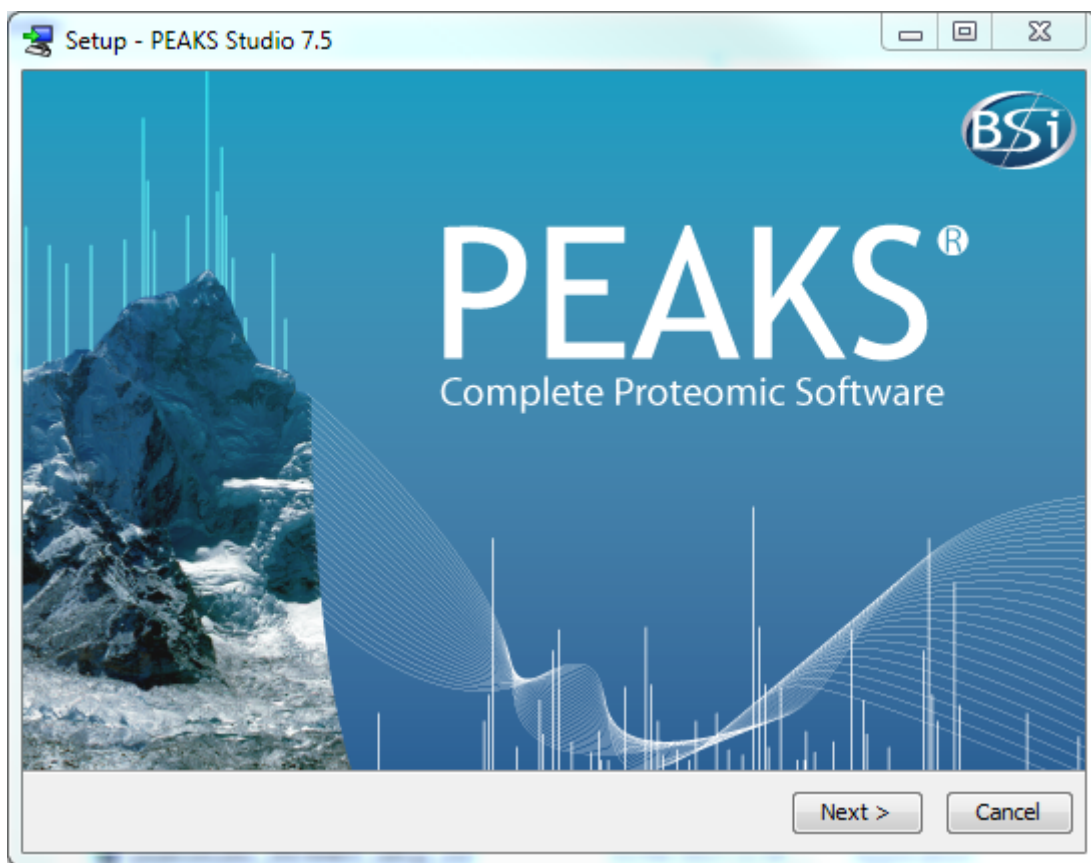 Setup - PEAKS Studio 7.5
BSi
PEAKS®
Complete Proteomic Software
Next >
Cancel